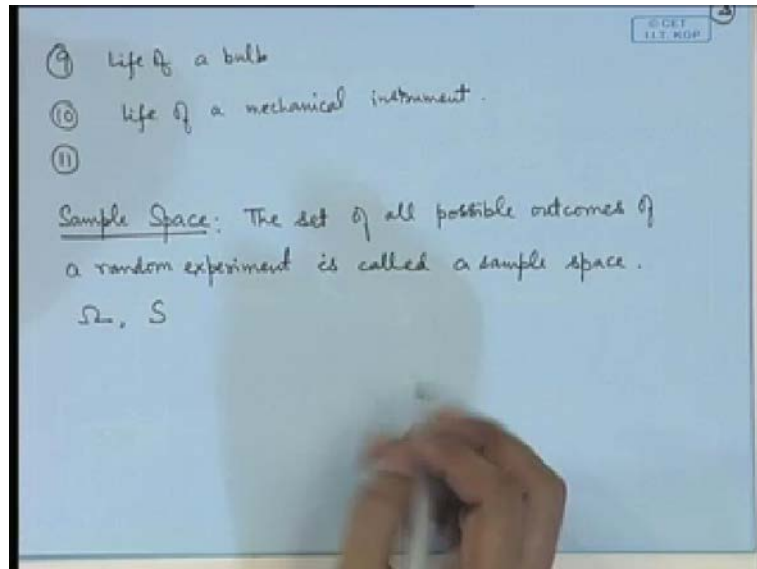 © CET
I.I.T. KGP
⑨ Life of a bulb
⑩ Life of a mechanical instrument.
⑪
Sample Space: The set of all possible outcomes of
a random experiment is called a sample space.
Ω, S